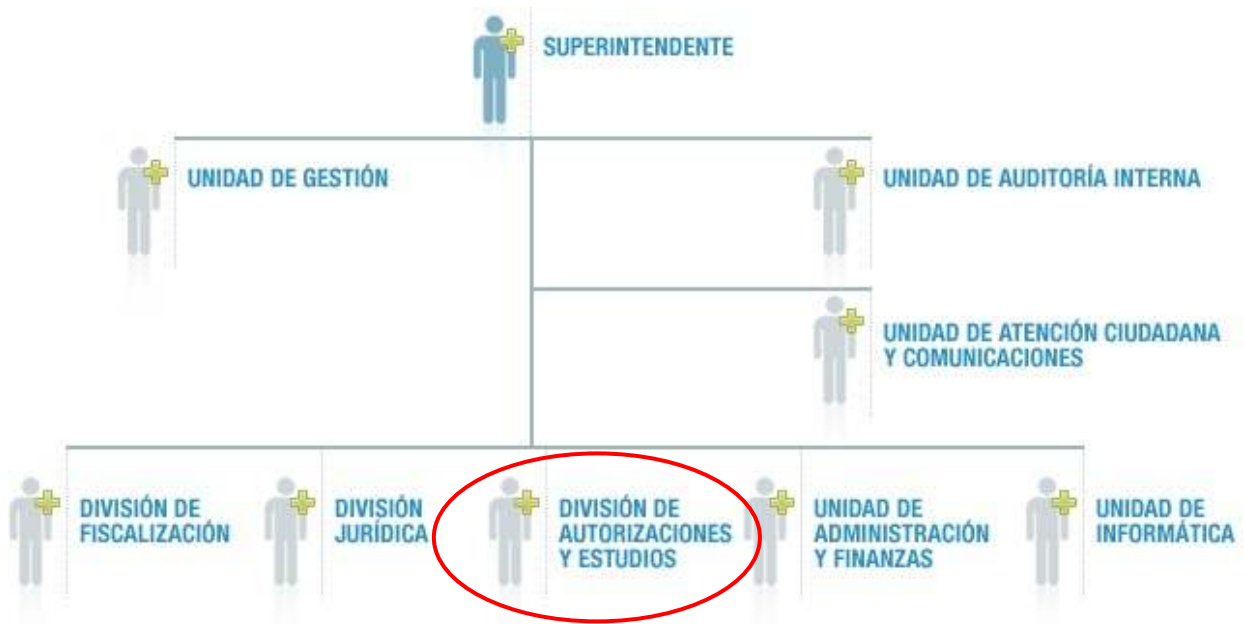 SUPERINTENDENTE
UNIDAD DE GESTIÓN
UNIDAD DE AUDITORÍA INTERNA
UNIDAD DE ATENCIÓN CIUDADANA
Y COMUNICACIONES
DIVISIÓN DE
FISCALIZACIÓN
DIVISIÓN
JURÍDICA
DIVISIÓN DE
AUTORIZACIONES
Y ESTUDIOS
UNIDAD DE
ADMINISTRACIÓN
Y FINANZAS
UNIDAD DE
INFORMÁTICA